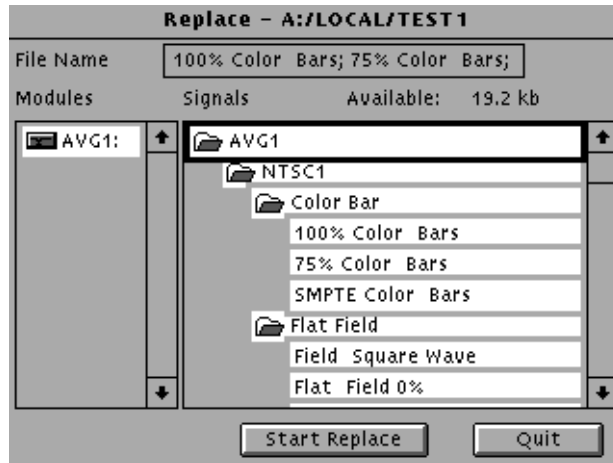 Replace – A:/LOCAL/TEST1
File Name 100% Color Bars; 75% Color Bars;
Modules Signals Available: 19.2 kb
AVG1: AVG1
NTSC1
Color Bar
100% Color Bars
75% Color Bars
SMPTE Color Bars
Flat Field
Field Square Wave
Flat Field 0%
Start Replace Quit